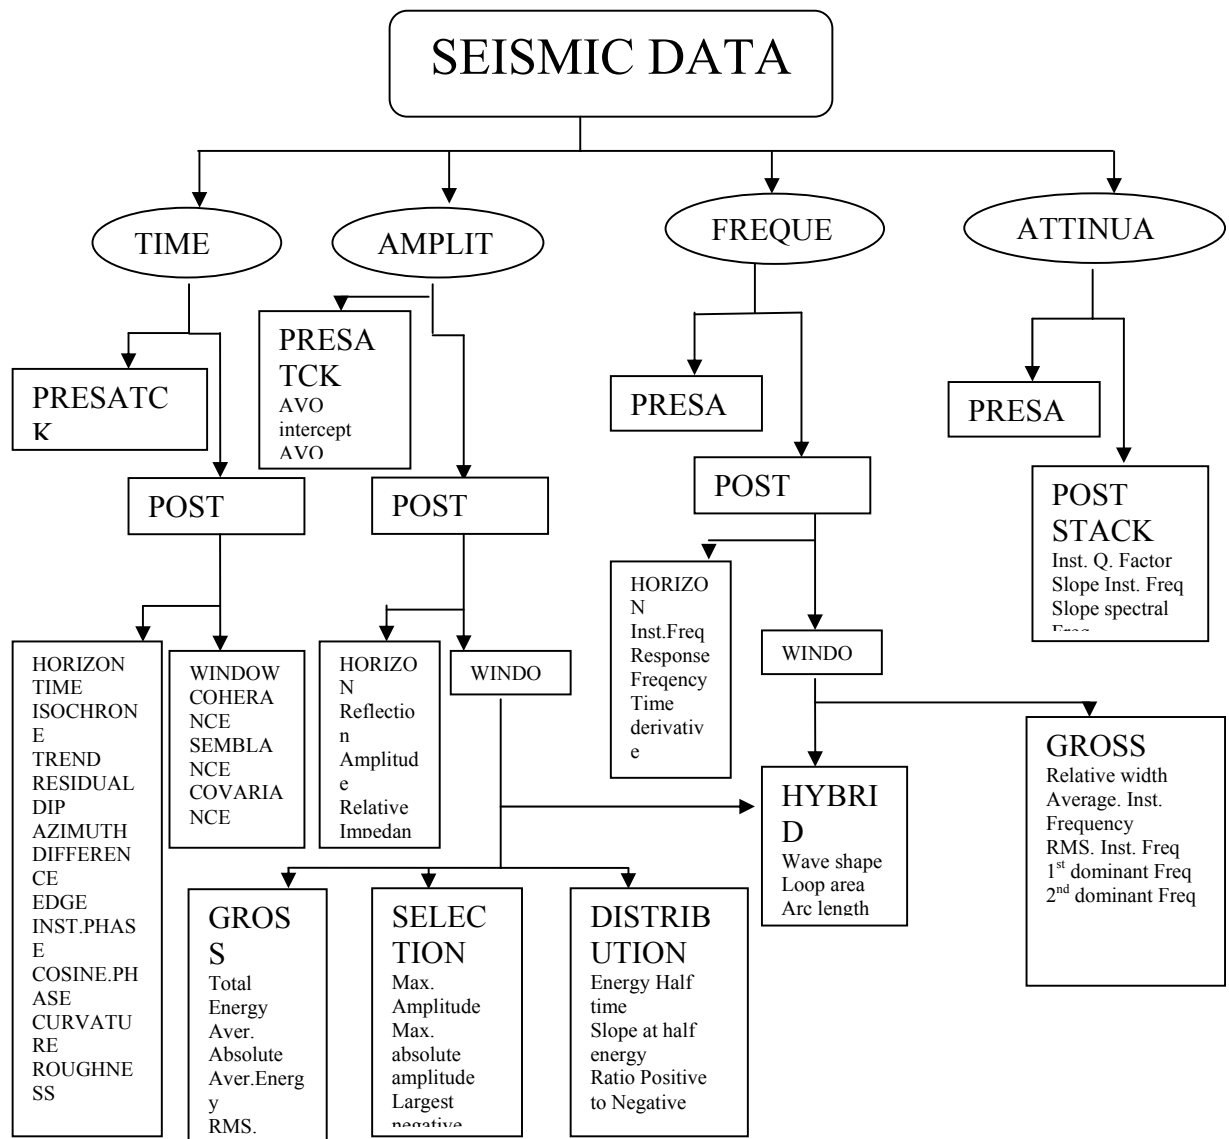 SEISMIC DATA
TIME
AMPLIT
FREQUE
ATTINUA
PRESATC
K
PRESA
TCK
AVO
intercept
AVO
PRESA
PRESA
POST
POST
POST
POST
STACK
Inst. Q. Factor
Slope Inst. Freq
Slope spectral
Freq
HORIZON
TIME
ISOCHRON
E
TREND
RESIDUAL
DIP
AZIMUTH
DIFFEREN
CE
EDGE
INST.PHAS
E
COSINE.PH
ASE
CURVATU
RE
ROUGHNE
SS
WINDOW
COHERA
NCE
SEMBLA
NCE
COVARIA
NCE
HORIZO
N
Reflectio
n
Amplitud
e
Relative
Impedan
WINDO
HORIZO
N
Inst.Freq
Response
Freqency
Time
derivativ
e
WINDO
GROS
S
Total
Energy
Aver.
Absolute
Aver.Energ
y
RMS.
SELEC
TION
Max.
Amplitude
Max.
absolute
amplitude
Largest
negative
DISTRIB
UTION
Energy Half
time
Slope at half
energy
Ratio Positive
to Negative
HYBRI
D
Wave shape
Loop area
Arc length
GROSS
Relative width
Average. Inst.
Frequency
RMS. Inst. Freq
1st dominant Freq
2nd dominant Freq